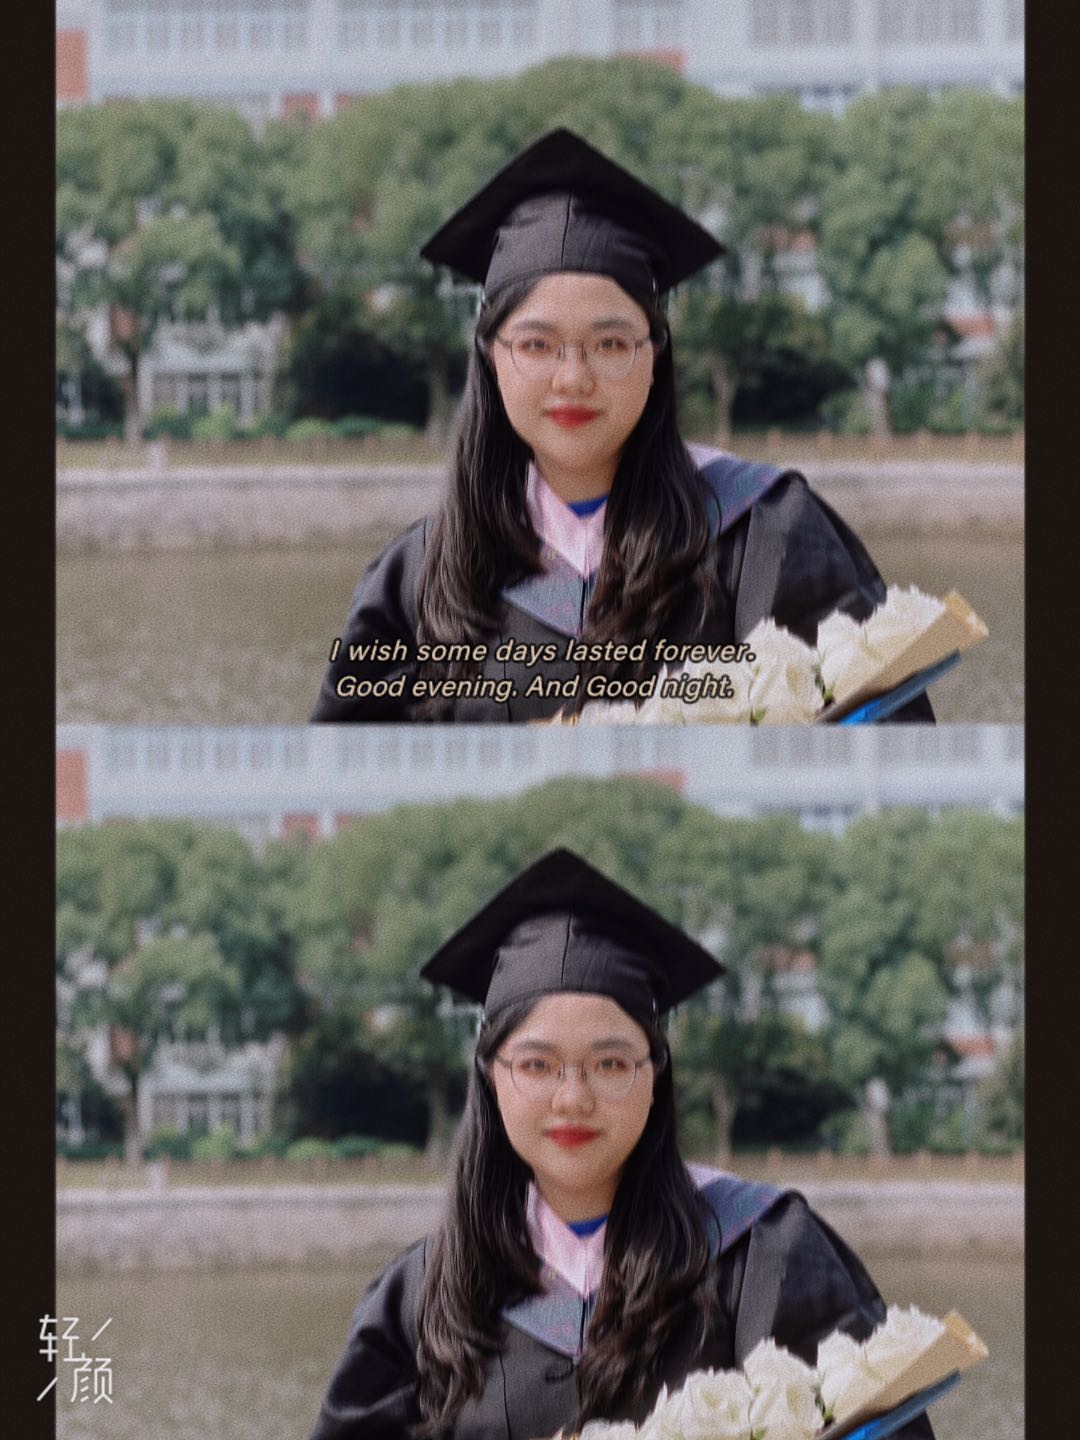 I wish some days lasted forever.
Good evening. And Good night.
轻
颜